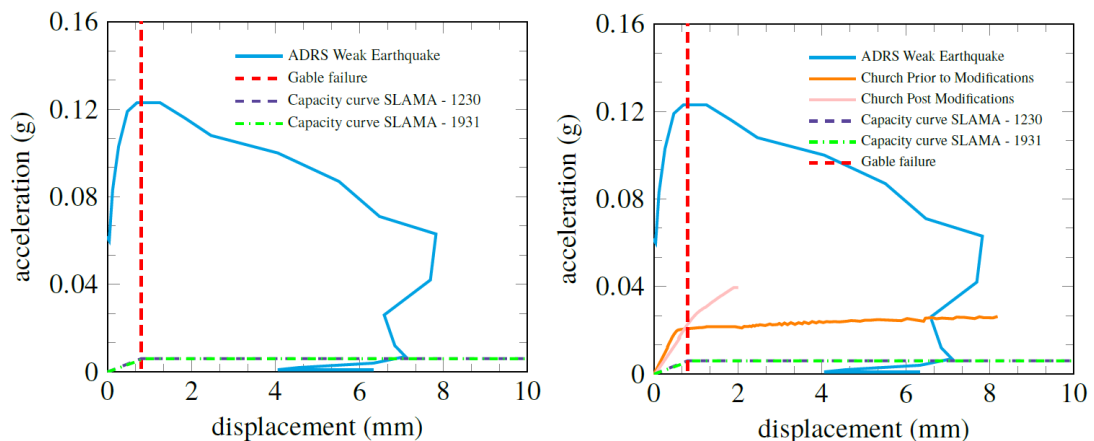 0.16
0.12
0.08
0.04
0
acceleration (g)
ADRS Weak Earthquake
Gable failure
Capacity curve SLAMA - 1230
Capacity curve SLAMA - 1931
0 2 4 6 8 10
displacement (mm)
0.16
0.12
0.08
0.04
0
acceleration (g)
ADRS Weak Earthquake
Church Prior to Modifications
Church Post Modifications
Capacity curve SLAMA - 1230
Capacity curve SLAMA - 1931
Gable failure
0 2 4 6 8 10
displacement (mm)